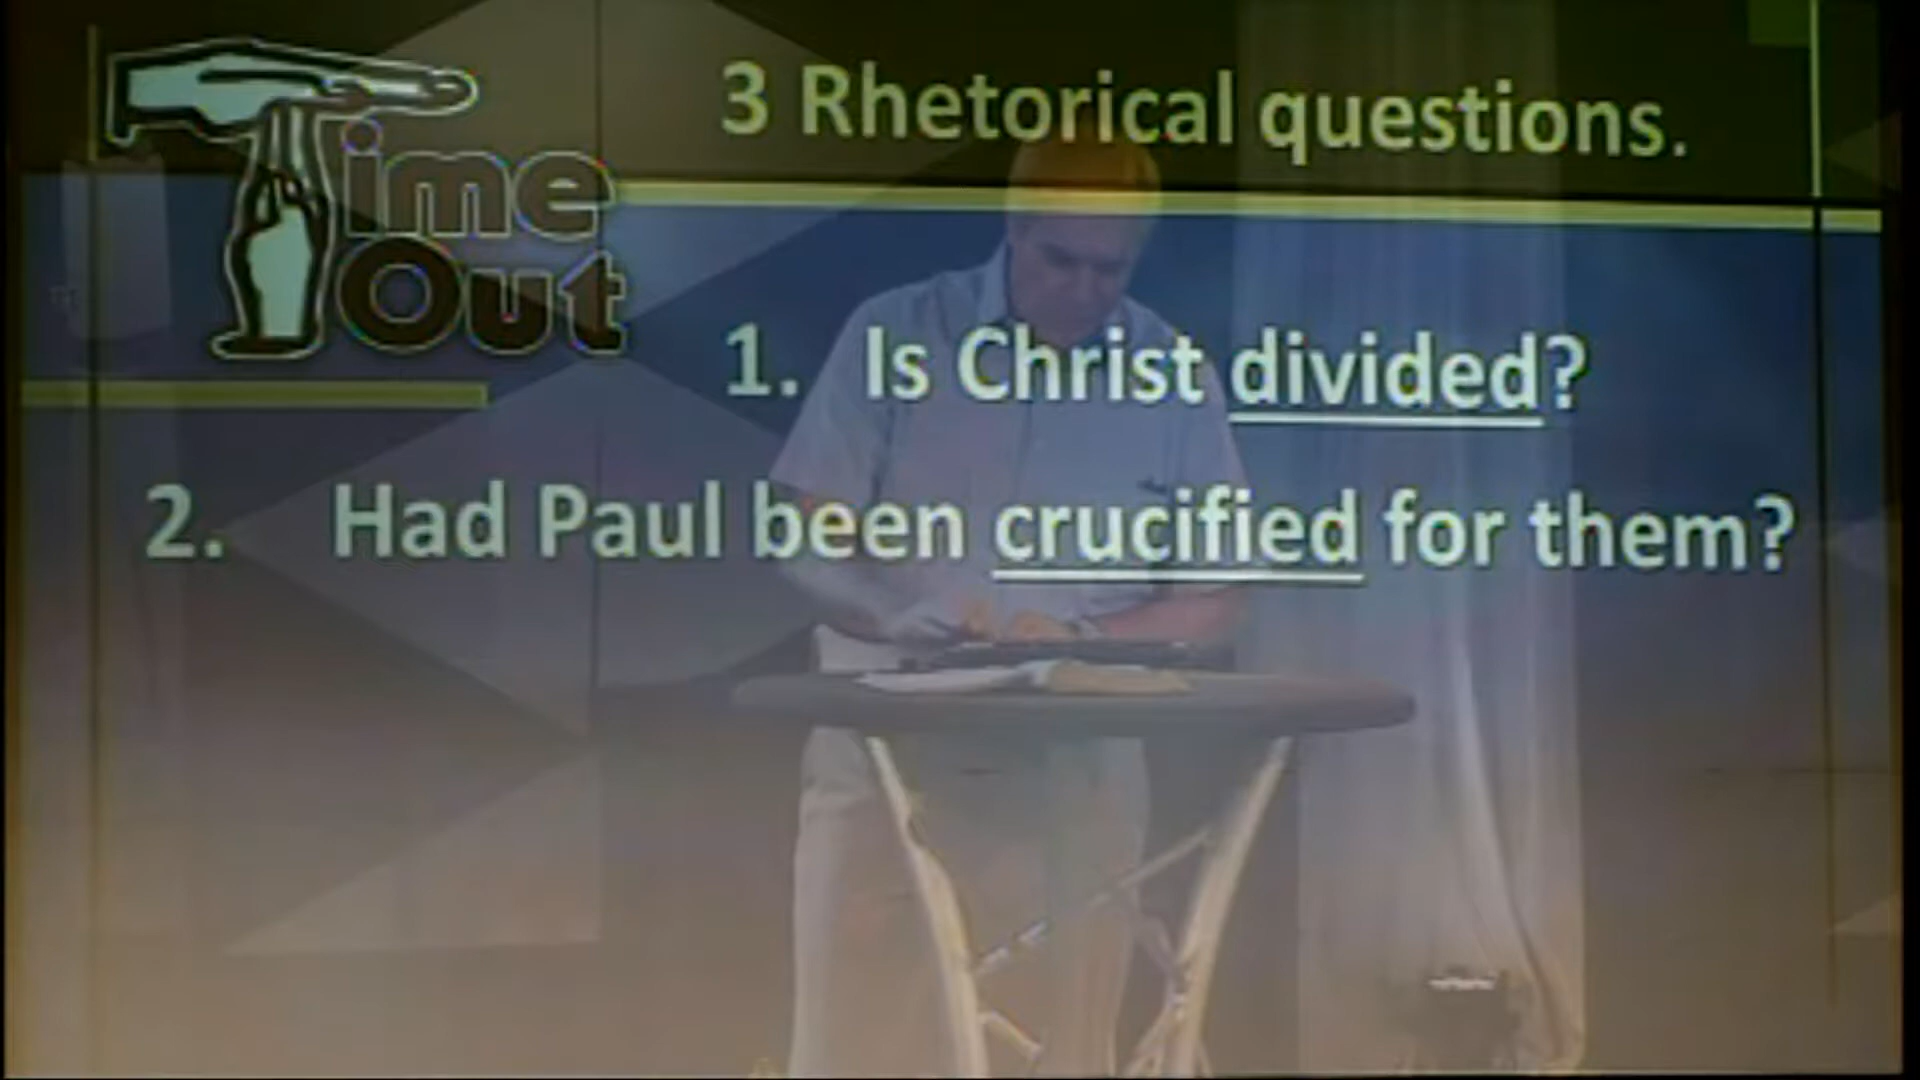 Time
Out
3 Rhetorical questions.
1. Is Christ divided?
2. Had Paul been crucified for them?